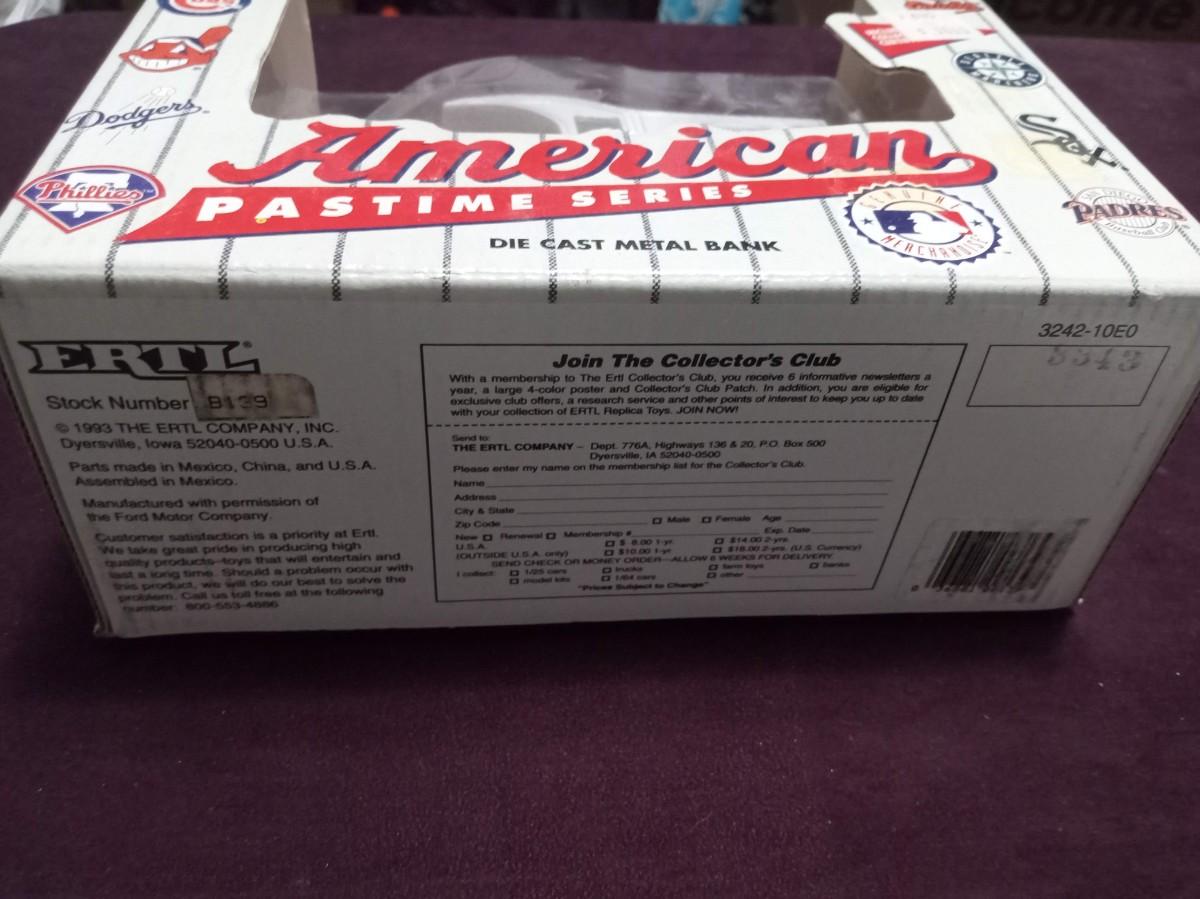 Dodgers
Phillies
American
PASTIME SERIES
DIE CAST METAL BANK
GENUINE
MERCHANDISE
Sox
SAN DIEGO
PADRES
Baseball Club
ERTL
Stock Number B139
© 1993 THE ERTL COMPANY, INC.
Dyersville, Iowa 52040-0500 U.S.A.
Parts made in Mexico, China, and U.S.A.
Assembled in Mexico.
Manufactured with permission of
the Ford Motor Company.
Customer satisfaction is a priority at Ertl.
We take great pride in producing high
quality products–toys that will entertain and
last a long time. Should a problem occur with
this product, we will do our best to solve the
problem. Call us toll free at the following
number: 800-553-4886
Join The Collector's Club
With a membership to The Ertl Collector's Club, you receive 6 informative newsletters a
year, a large 4-color poster and Collector's Club Patch. In addition, you are eligible for
exclusive club offers, a research service and other points of interest to keep you up to date
with your collection of ERTL Replica Toys. JOIN NOW!
Send to:
THE ERTL COMPANY – Dept. 776A, Highways 136 & 20, P.O. Box 500
Dyersville, IA 52040-0500
Please enter my name on the membership list for the Collector's Club.
Name
Address
City & State
Zip Code Male Female Age
New Renewal Membership # Exp. Date
U.S.A. $ 8.00 1-yr. $14.00 2-yrs.
(OUTSIDE U.S.A. only) $10.00 1-yr. $18.00 2-yrs. (U.S. Currency)
SEND CHECK OR MONEY ORDER—ALLOW 6 WEEKS FOR DELIVERY.
I collect: 1/25 cars trucks farm toys banks
model kits 1/64 cars other
"Prices Subject to Change"
3242-10E0